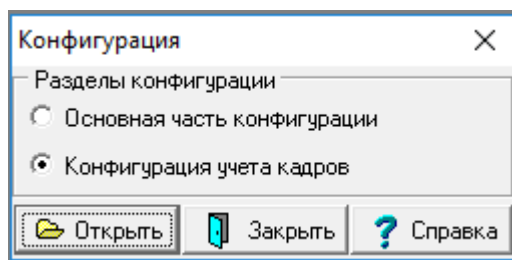 Конфигурация
Разделы конфигурации
Основная часть конфигурации
Конфигурация учета кадров
Открыть Закрыть Справка